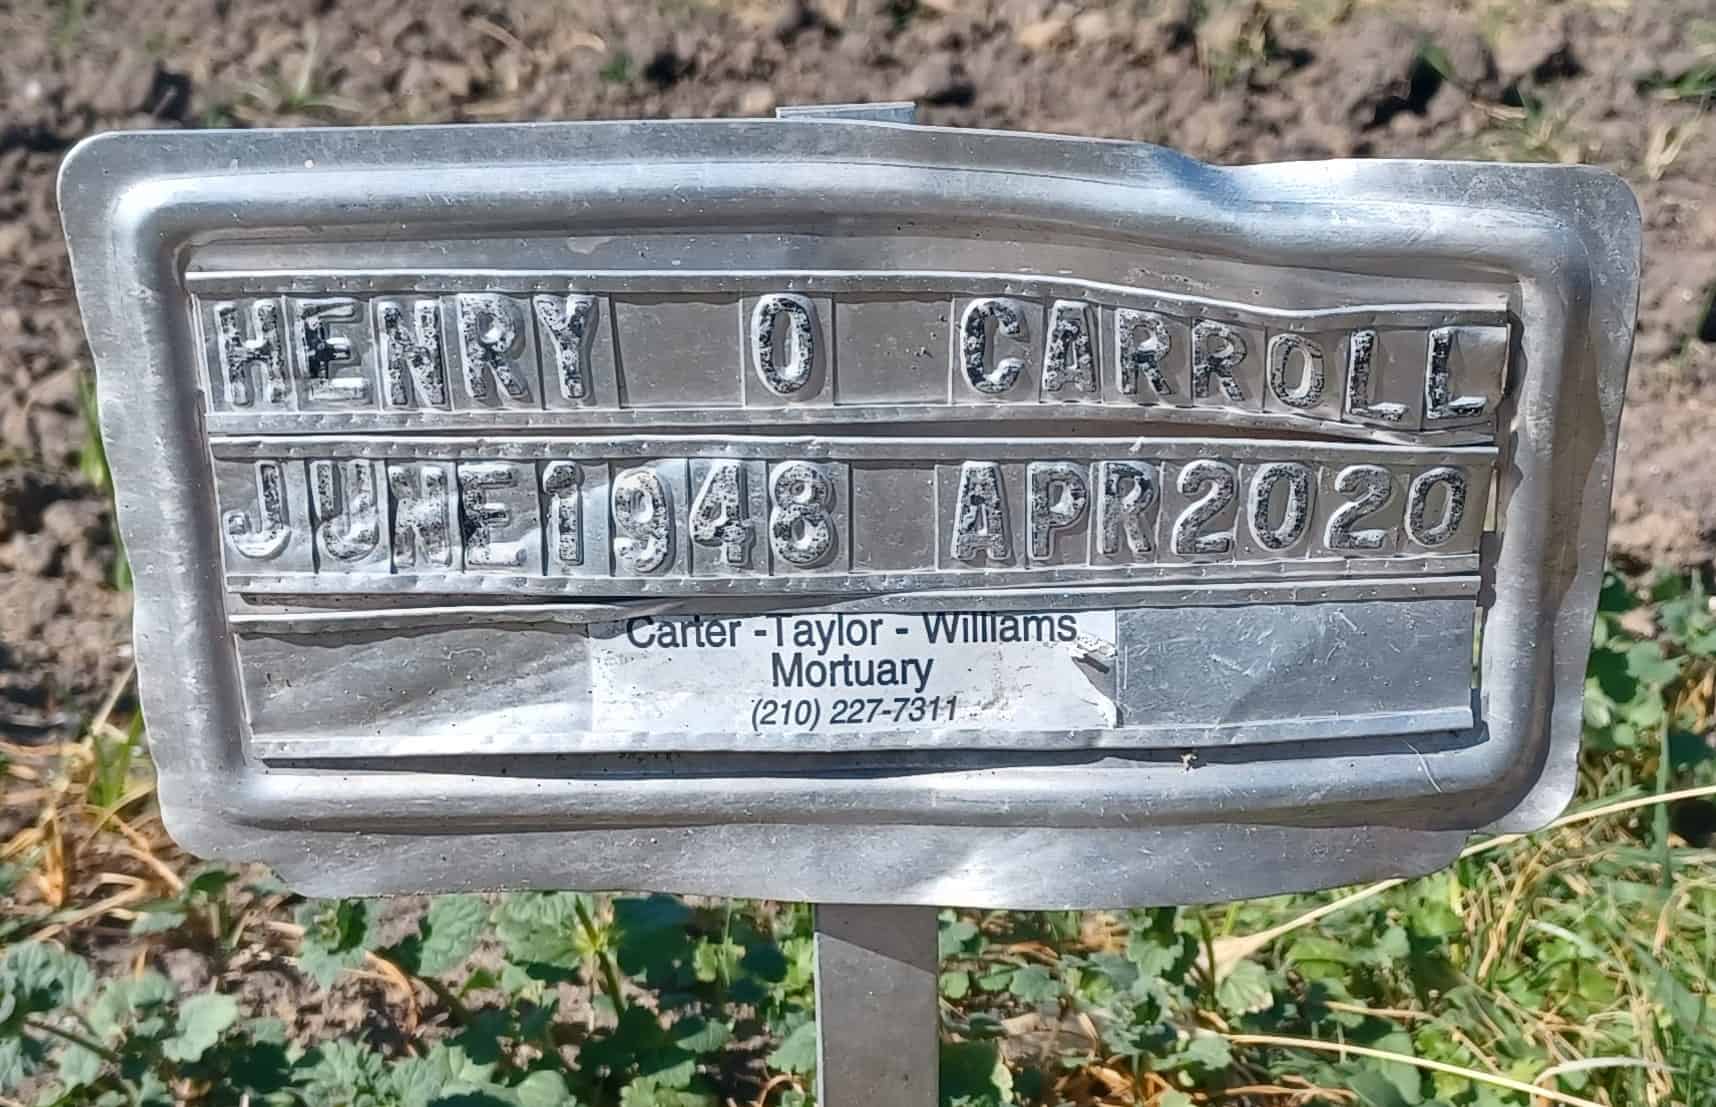 HENRY O CARROLL
JUNE1948 APR2020
Carter -Taylor - Williams
Mortuary
(210) 227-7311